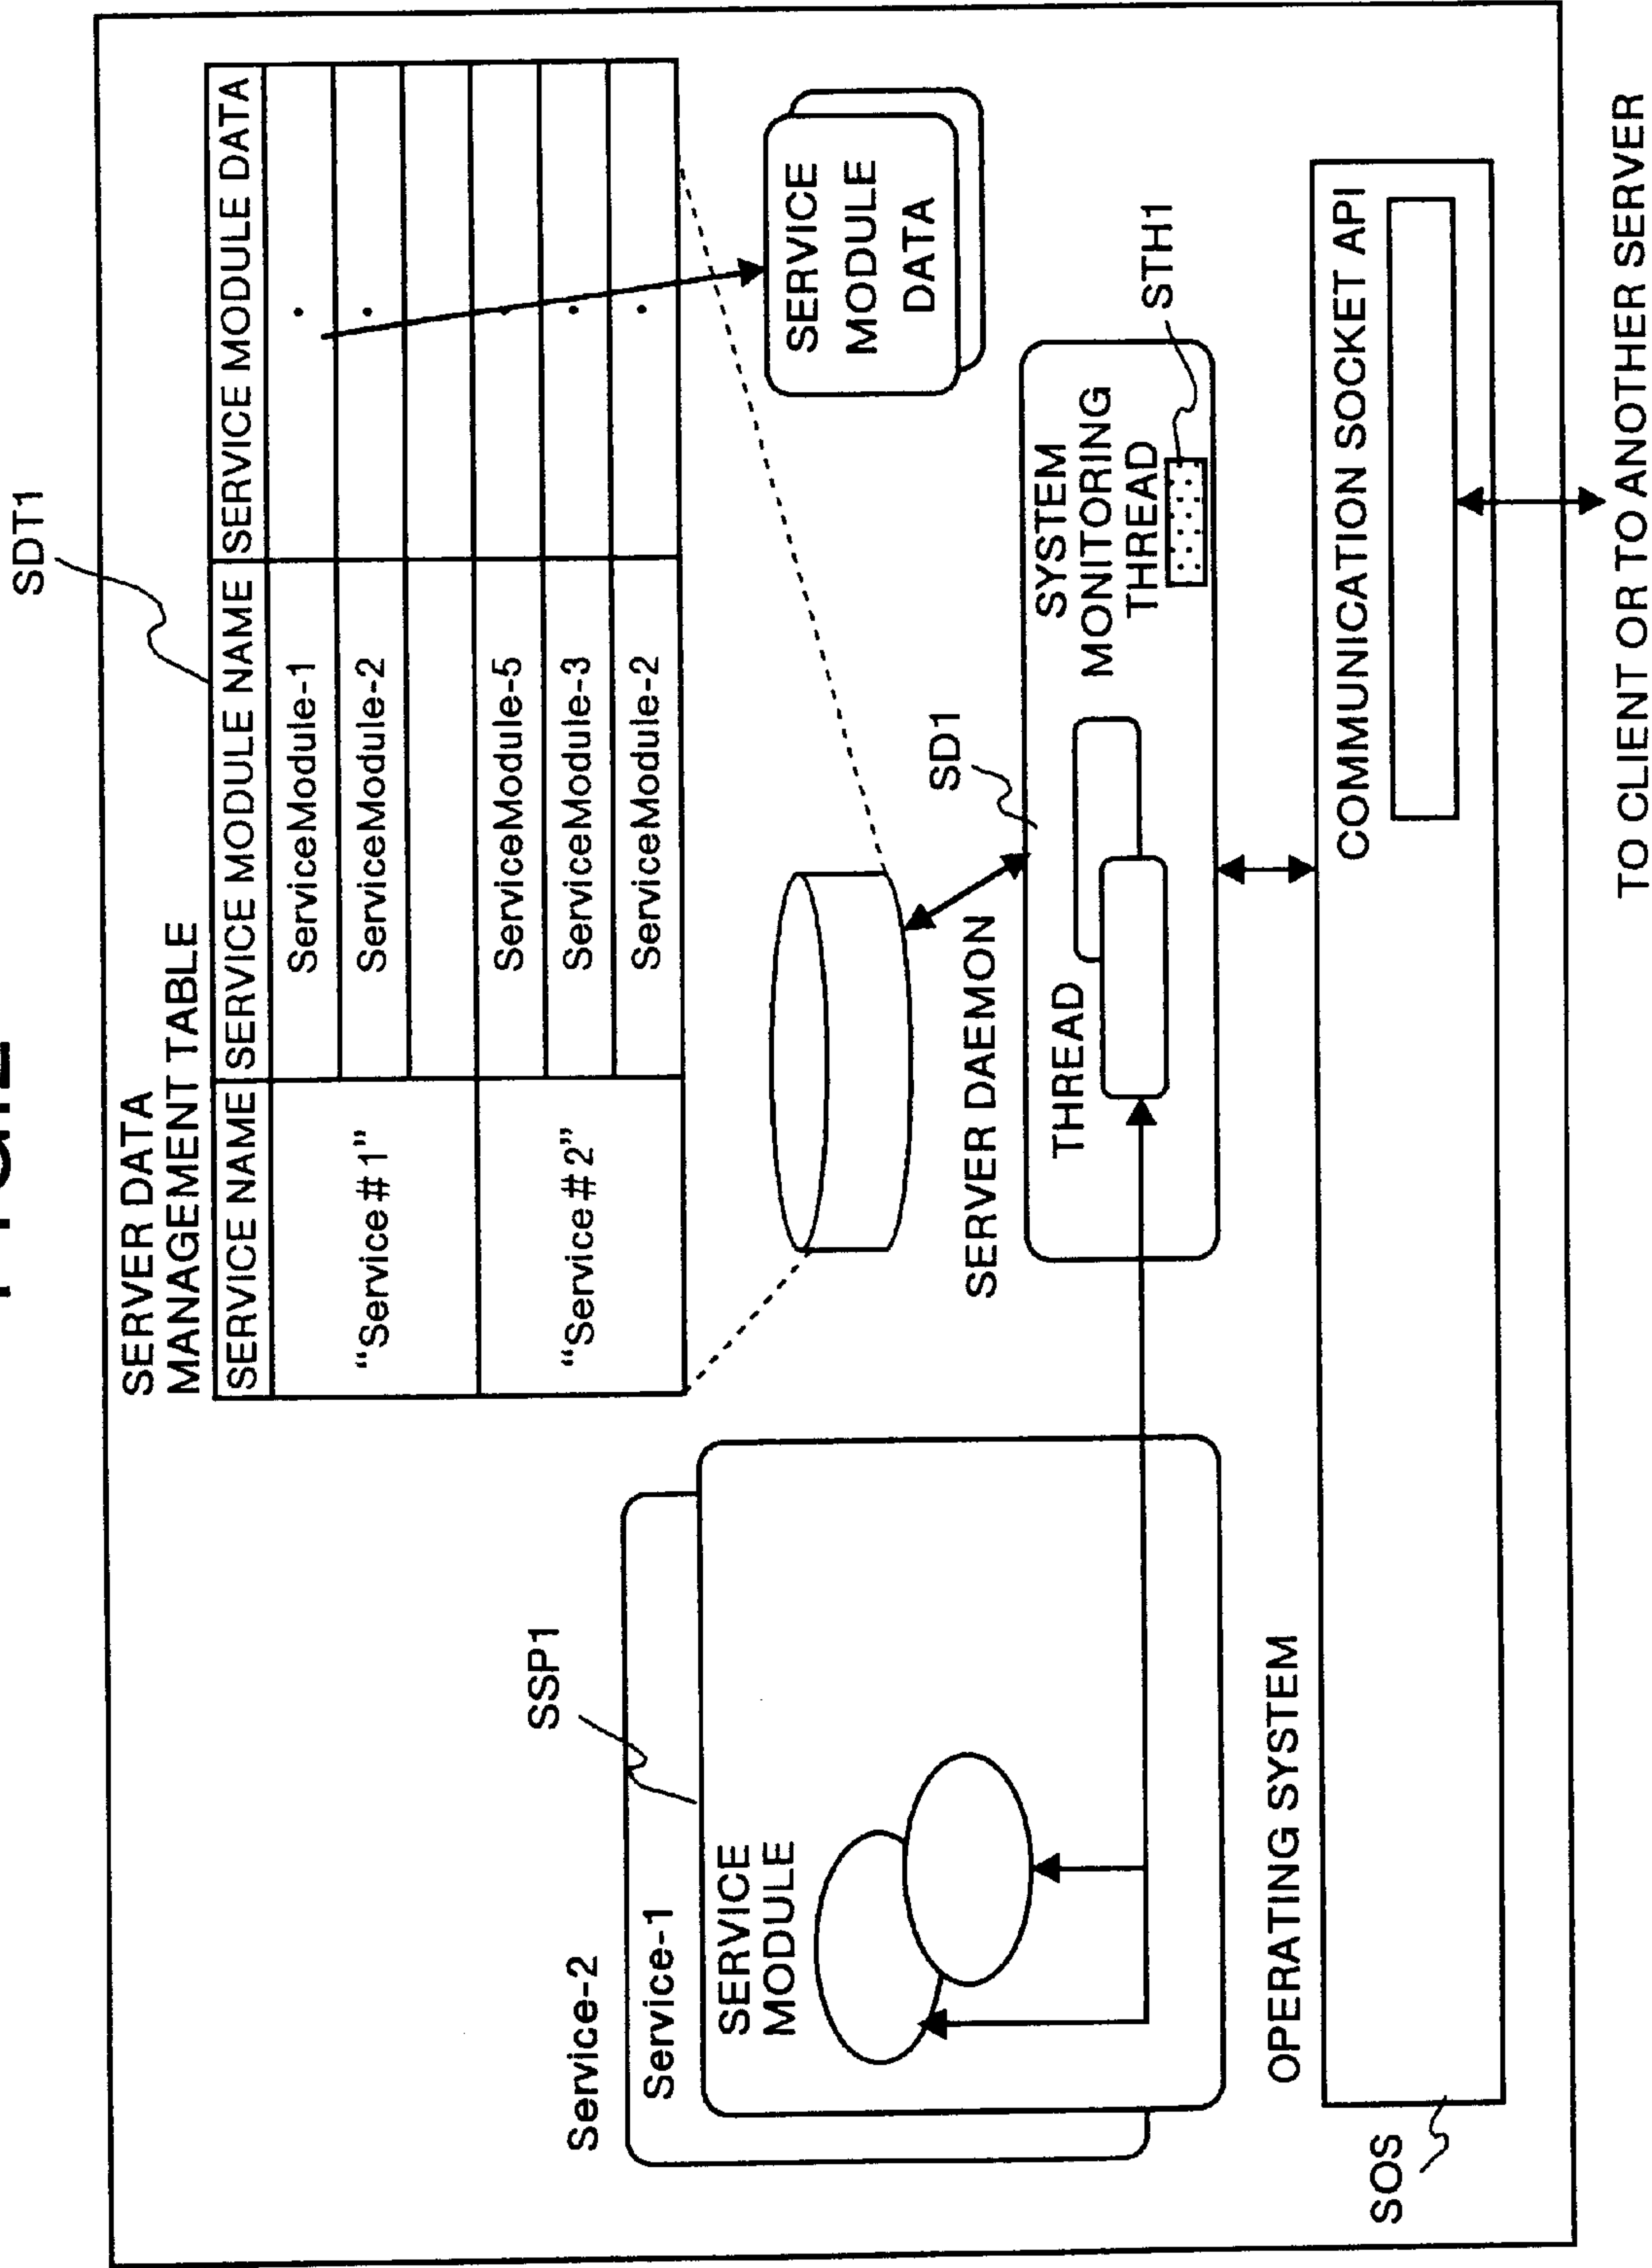 SDT1
SERVER DATA
MANAGEMENT TABLE
SERVICE NAME SERVICE MODULE NAME SERVICE MODULE DATA
"Service #1"
ServiceModule-1
ServiceModule-2
"Service #2"
ServiceModule-5
ServiceModule-3
ServiceModule-2
SERVICE
MODULE
DATA
SSP1
Service-2
Service-1
SERVICE
MODULE
SERVER DAEMON
SD1
THREAD
SYSTEM
MONITORING
THREAD
STH1
OPERATING SYSTEM
COMMUNICATION SOCKET API
SOS
TO CLIENT OR TO ANOTHER SERVER